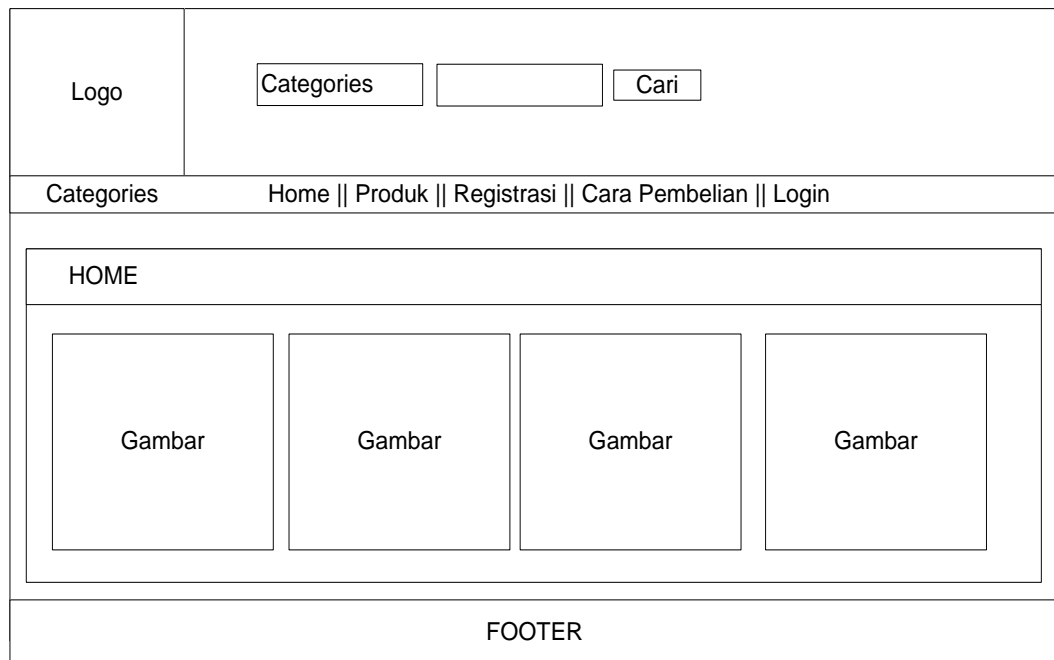 Logo
Categories Cari
Categories Home || Produk || Registrasi || Cara Pembelian || Login
HOME
Gambar Gambar Gambar Gambar
FOOTER